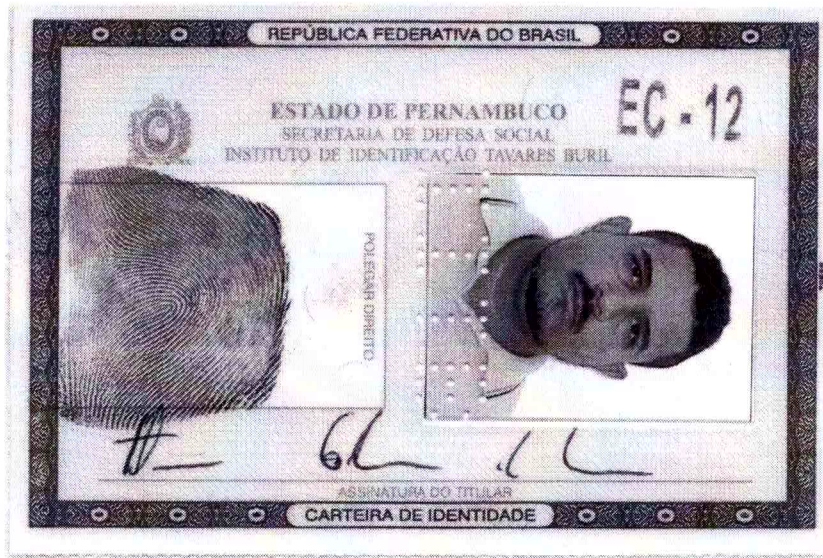 REPÚBLICA FEDERATIVA DO BRASIL
EC - 12
ESTADO DE PERNAMBUCO
SECRETARIA DE DEFESA SOCIAL
INSTITUTO DE IDENTIFICAÇÃO TAVARES BURIL
POLEGAR DIREITO
ASSINATURA DO TITULAR
CARTEIRA DE IDENTIDADE